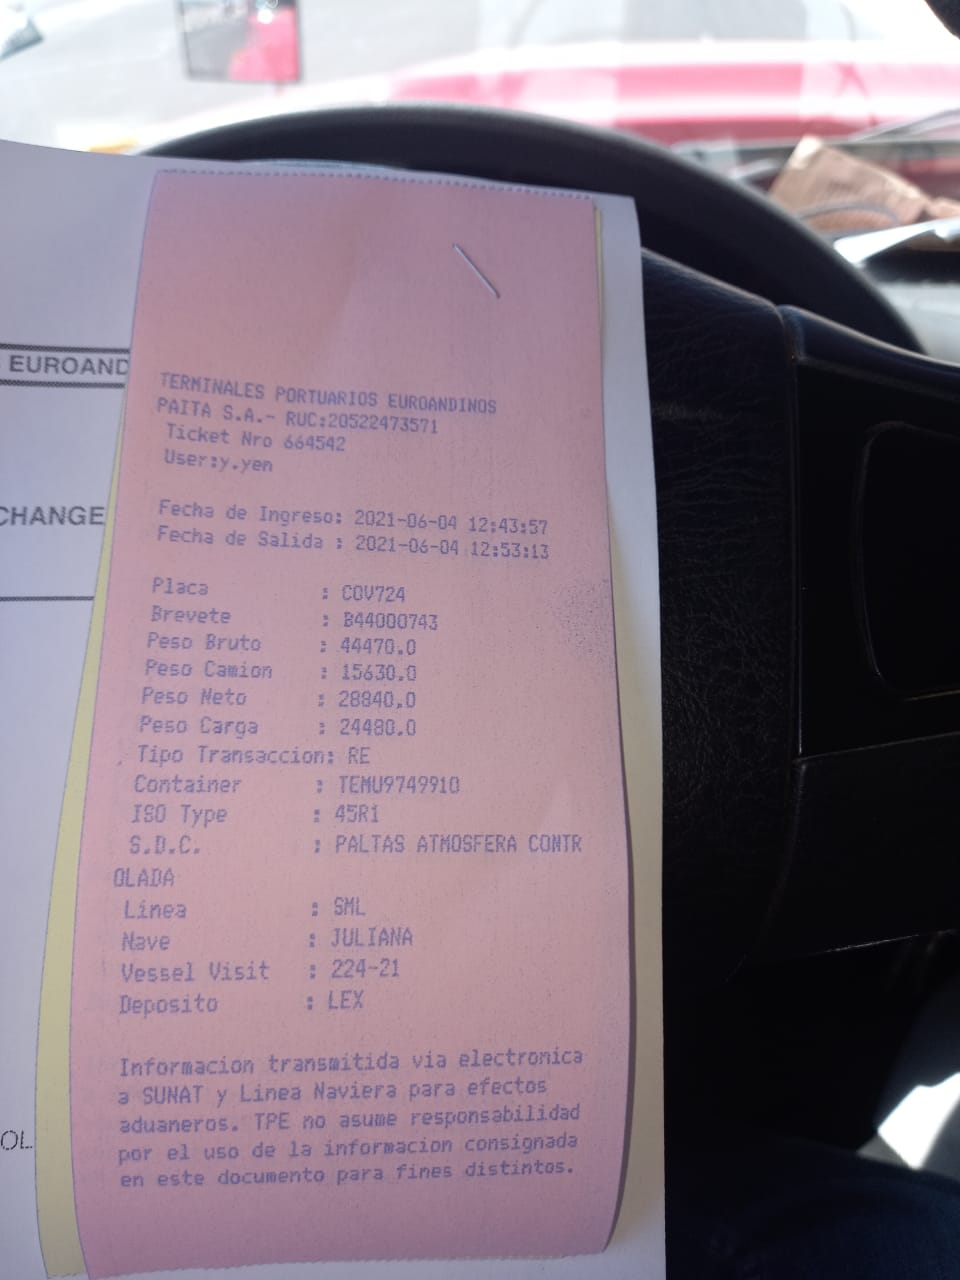 EUROAND
CHANGE
OL
TERMINALES PORTUARIOS EUROANDINOS
PAITA S.A.- RUC:20522473571
Ticket Nro 664542
User:y.yen
Fecha de Ingreso: 2021-06-04 12:43:57
Fecha de Salida : 2021-06-04 12:53:13
Placa : COV724
Brevete : B44000743
Peso Bruto : 44470.0
Peso Camion : 15630.0
Peso Neto : 28840.0
Peso Carga : 24480.0
Tipo Transaccion: RE
Container : TEMU9749910
ISO Type : 45R1
S.D.C. : PALTAS ATMOSFERA CONTR
OLADA
Linea : SML
Nave : JULIANA
Vessel Visit : 224-21
Deposito : LEX
Informacion transmitida via electronica
a SUNAT y Linea Naviera para efectos
aduaneros. TPE no asume responsabilidad
por el uso de la informacion consignada
en este documento para fines distintos.